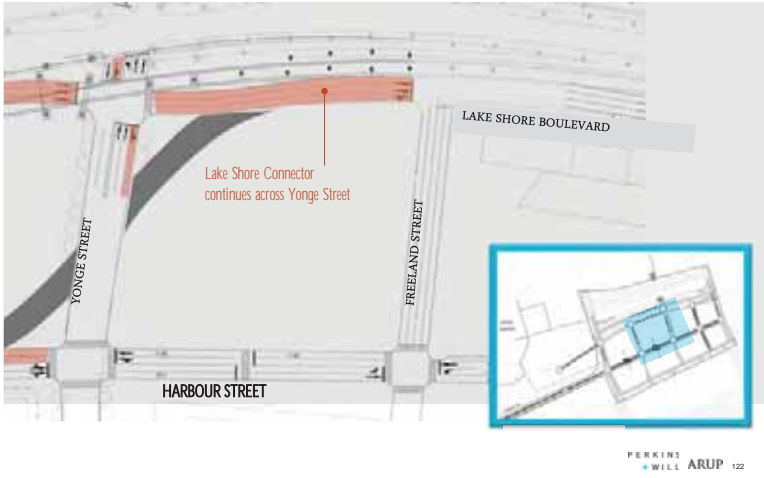 LAKE SHORE BOULEVARD
Lake Shore Connector
continues across Yonge Street
YONGE STREET
FREELAND STREET
HARBOUR STREET
PERKINS
+ WILL
ARUP
122